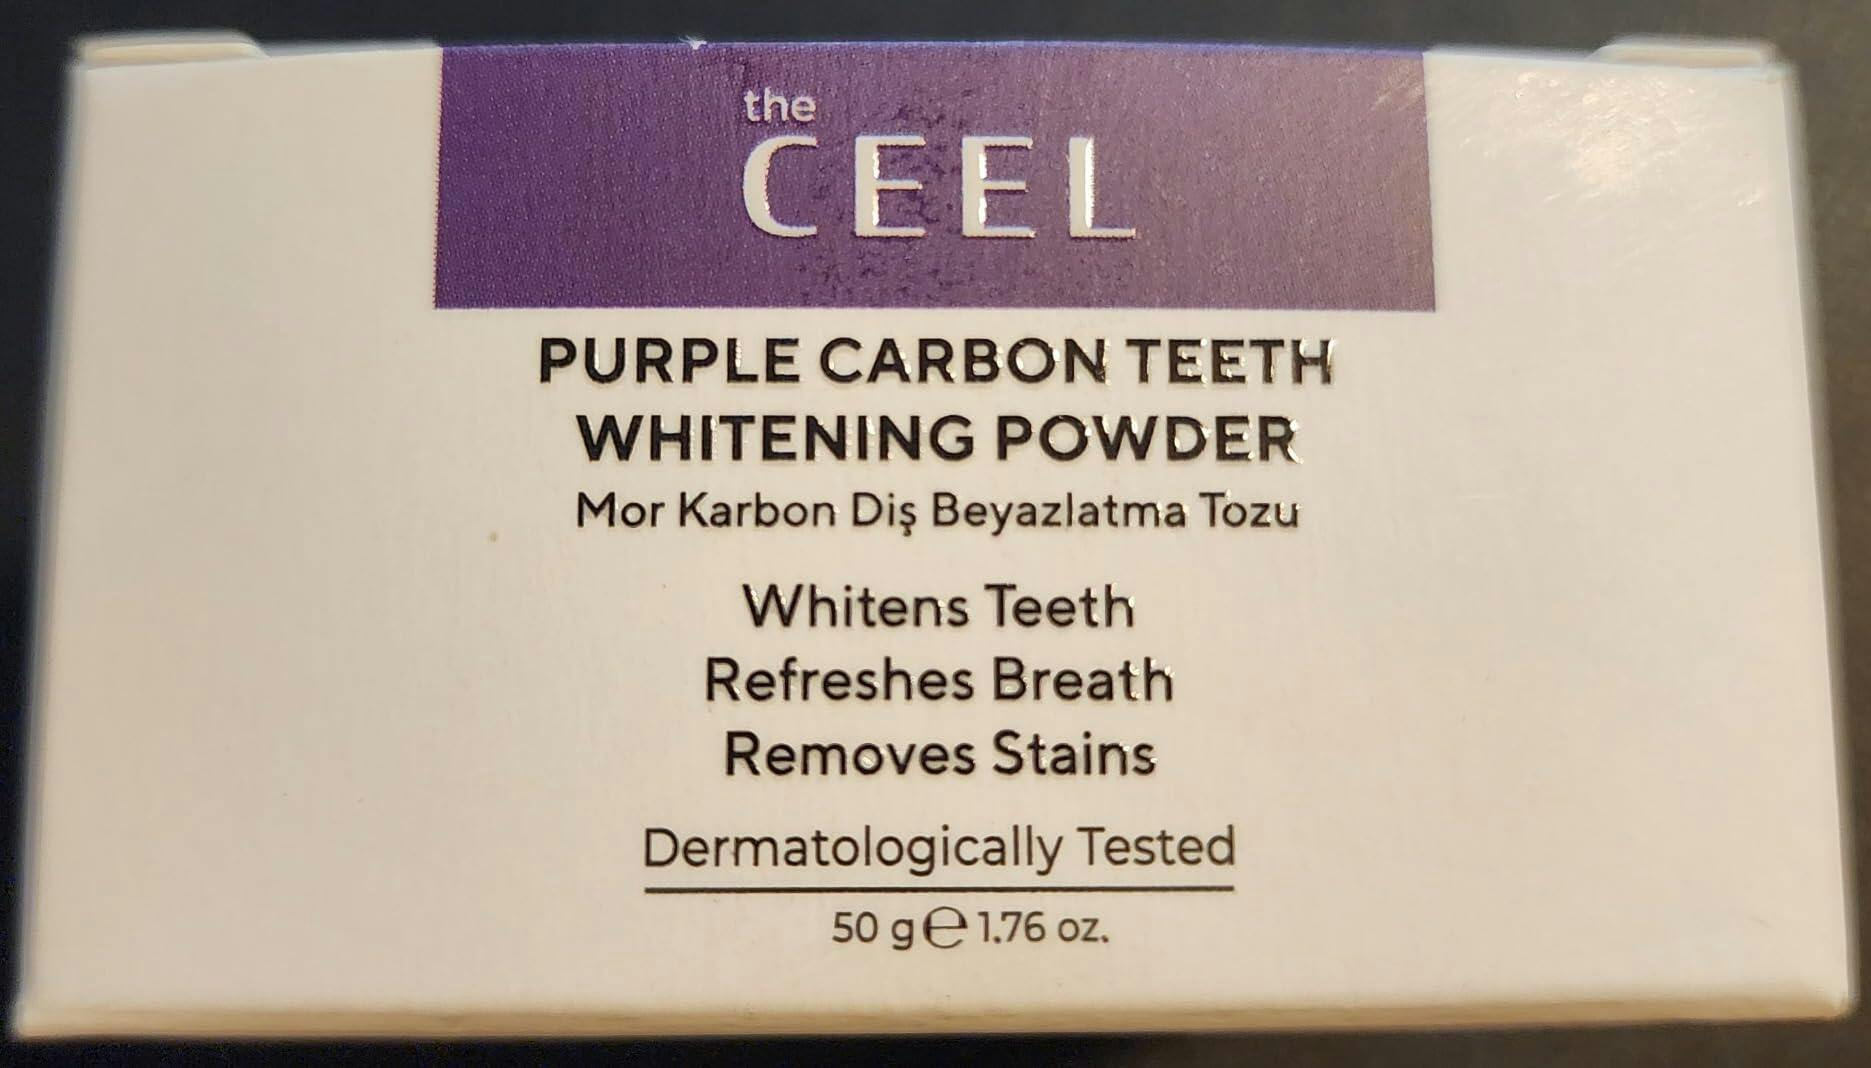 the
CEEL
PURPLE CARBON TEETH
WHITENING POWDER
Mor Karbon Diş Beyazlatma Tozu
Whitens Teeth
Refreshes Breath
Removes Stains
Dermatologically Tested
50 g ℮ 1.76 oz.